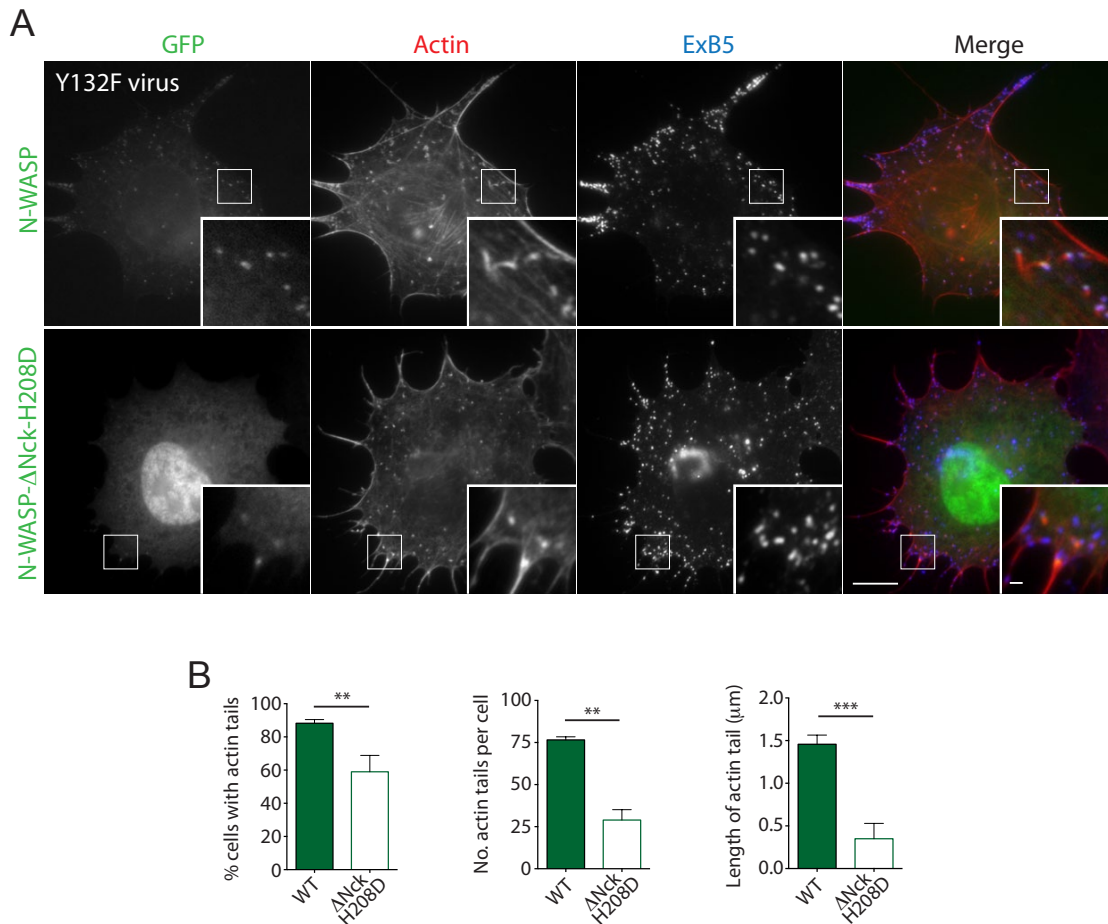 A
GFP
Actin
ExB5
Merge
Y132F virus
N-WASP
N-WASP-ΔNck-H208D
B
% cells with actin tails
100
80
60
40
20
0
**
WT
ΔNck
H208D
No. actin tails per cell
100
75
50
25
0
**
WT
ΔNck
H208D
Length of actin tail (μm)
2.0
1.5
1.0
0.5
0.0
***
WT
ΔNck
H208D